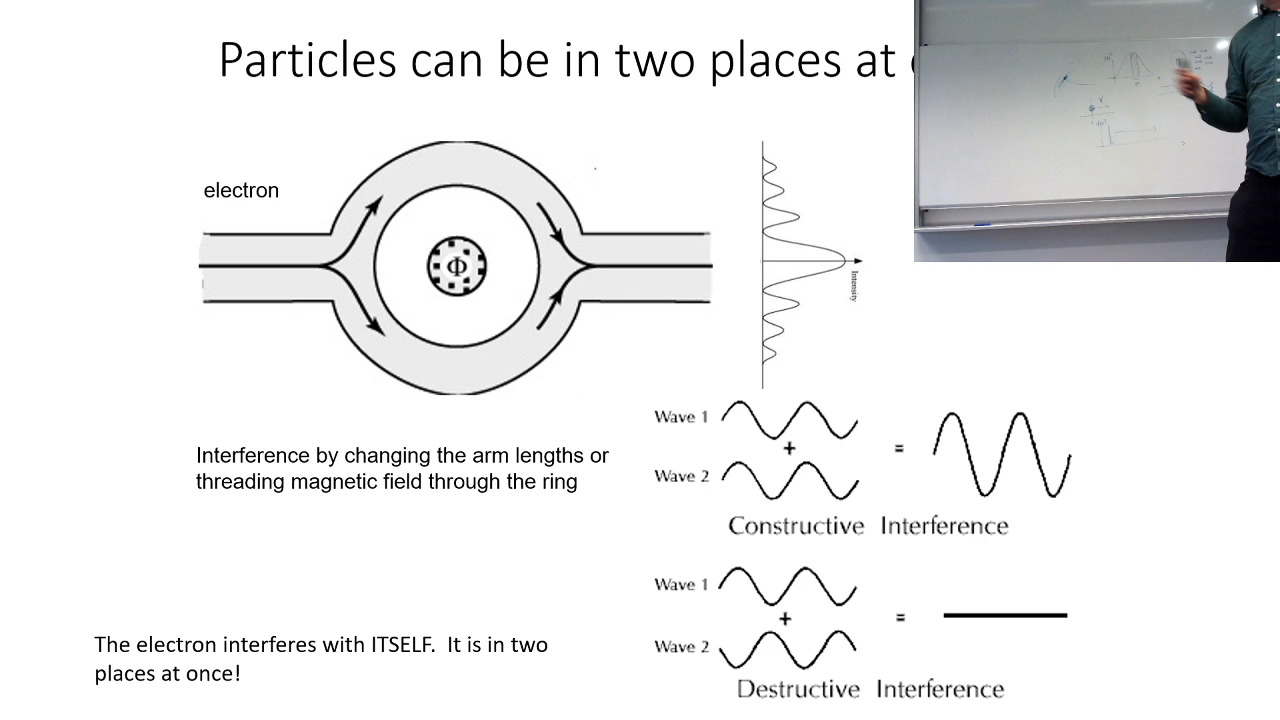 Particles can be in two places at
electron
Φ
Intensity
Interference by changing the arm lengths or
threading magnetic field through the ring
Wave 1
+
=
Wave 2
Constructive Interference
Wave 1
+
=
Wave 2
Destructive Interference
The electron interferes with ITSELF. It is in two
places at once!